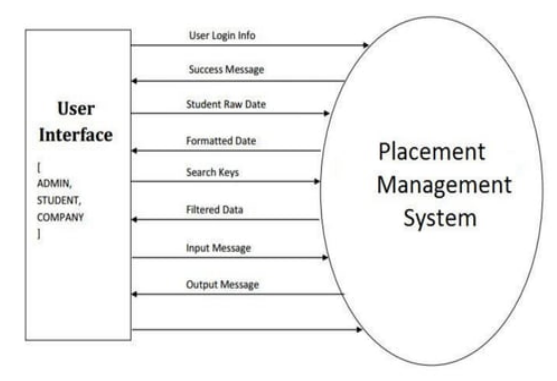 User Login Info
Success Message
Student Raw Date
Formatted Date
Search Keys
Filtered Data
Input Message
Output Message
User
Interface
[
ADMIN,
STUDENT,
COMPANY
]
Placement
Management
System